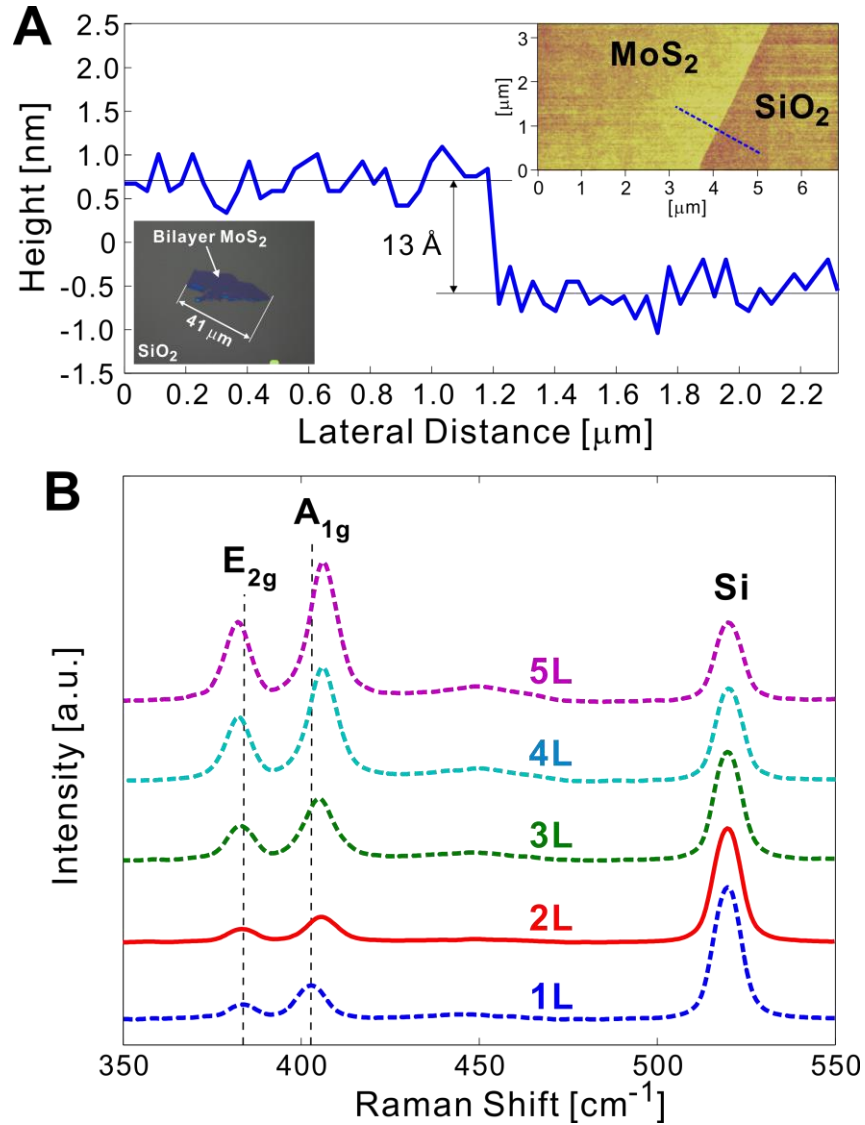 A
Height [nm]
2.5
2.0
1.5
1.0
0.5
0
-0.5
-1.0
-1.5
0 0.2 0.4 0.6 0.8 1.0 1.2 1.4 1.6 1.8 2.0 2.2
Lateral Distance [μm]
13 Å
Bilayer MoS₂
41 μm
SiO₂
MoS₂
SiO₂
[μm]
3
2
1
0
0 1 2 3 4 5 6
[μm]
B
Intensity [a.u.]
E₂g
A₁g
Si
5L
4L
3L
2L
1L
350 400 450 500 550
Raman Shift [cm⁻¹]